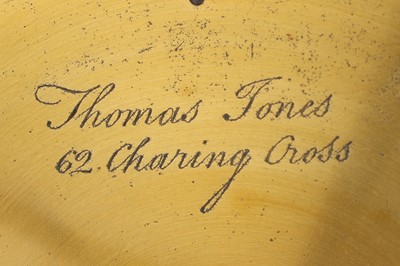 Thomas Jones
62. Charing Cross